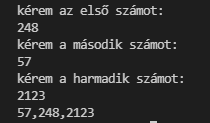 kérem az első számot:
248
kérem a második számot:
57
kérem a harmadik számot:
2123
57,248,2123